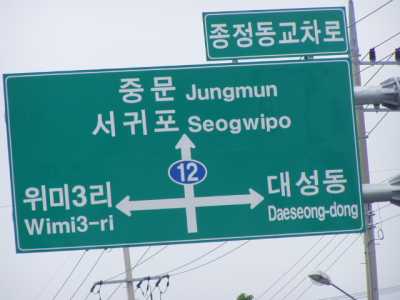 종정동교차로
중문 Jungmun
서귀포 Seogwipo
12
위미3리
Wimi3-ri
대성동
Daeseong-dong